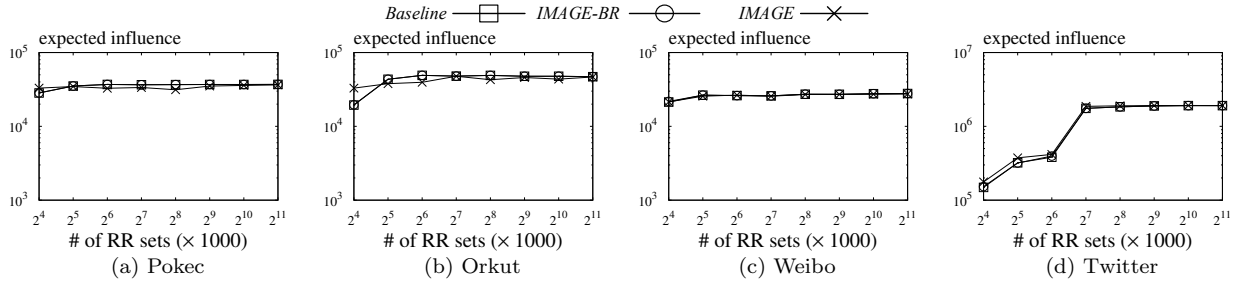 Baseline IMAGE-BR IMAGE
expected influence
10^5
10^4
10^3
2^4 2^5 2^6 2^7 2^8 2^9 2^10 2^11
# of RR sets (× 1000)
(a) Pokec
expected influence
10^5
10^4
10^3
2^4 2^5 2^6 2^7 2^8 2^9 2^10 2^11
# of RR sets (× 1000)
(b) Orkut
expected influence
10^5
10^4
10^3
2^4 2^5 2^6 2^7 2^8 2^9 2^10 2^11
# of RR sets (× 1000)
(c) Weibo
expected influence
10^7
10^6
10^5
2^4 2^5 2^6 2^7 2^8 2^9 2^10 2^11
# of RR sets (× 1000)
(d) Twitter